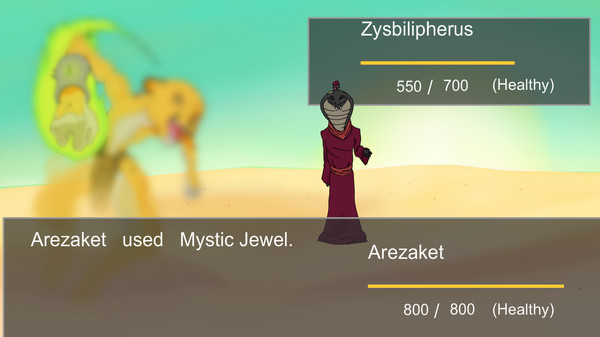 Zysbilipherus
550 / 700 (Healthy)
Arezaket used Mystic Jewel.
Arezaket
800 / 800 (Healthy)